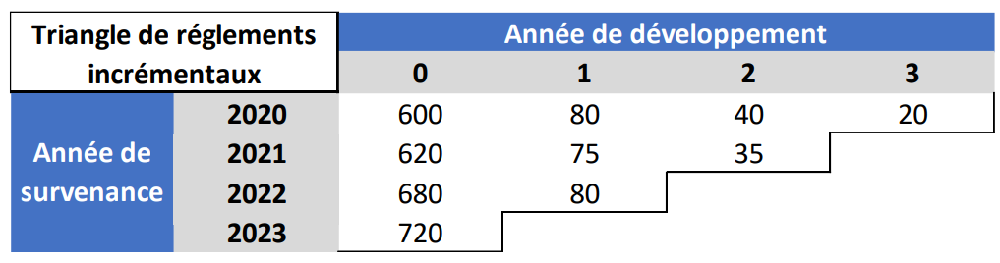 Triangle de réglements incrémentaux
Année de développement
0 1 2 3
Année de survenance
2020 600 80 40 20
2021 620 75 35
2022 680 80
2023 720